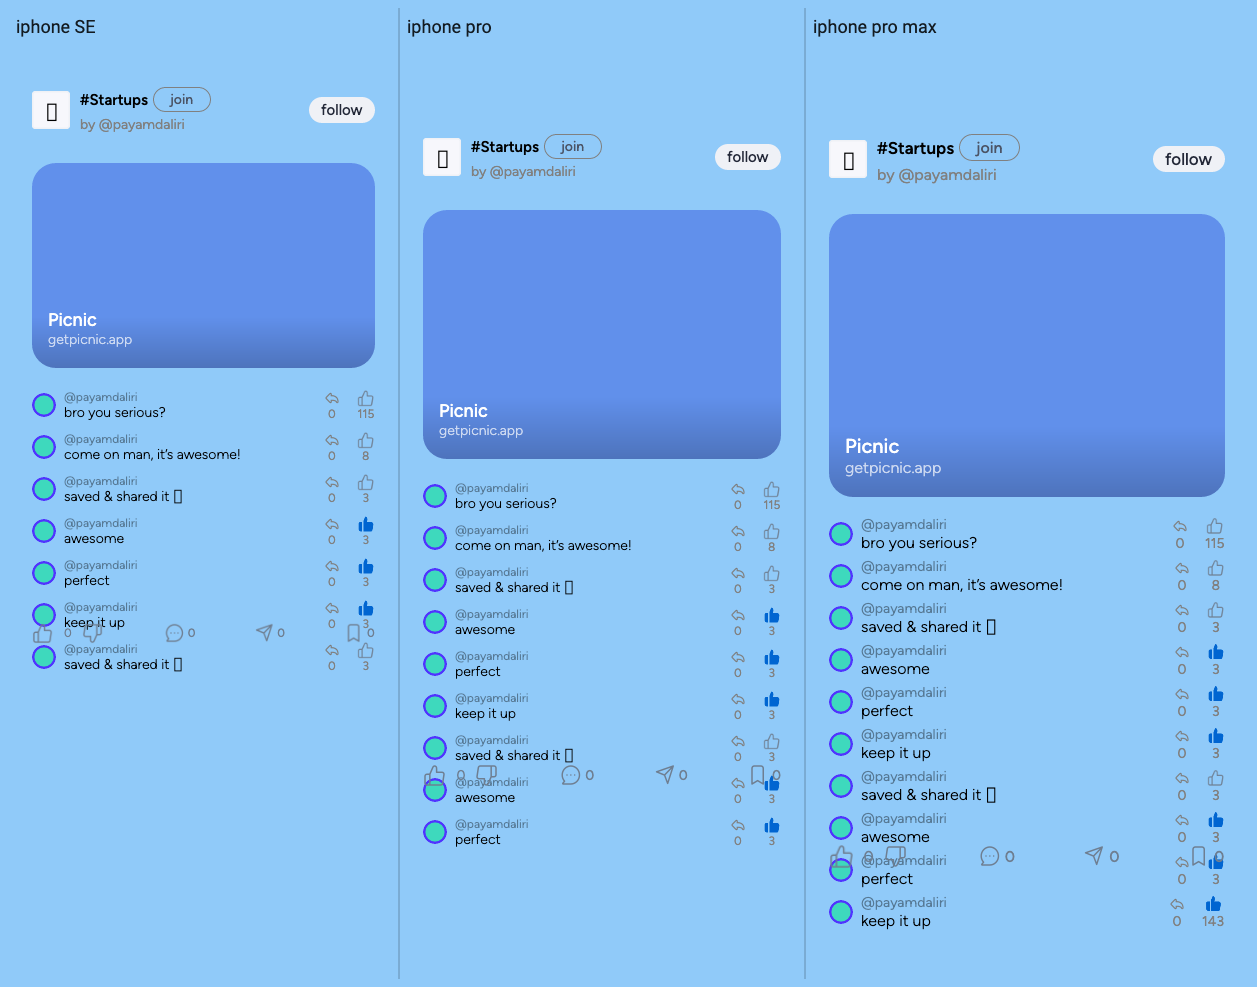 iphone SE
#Startups join
by @payamdaliri
follow
Picnic
getpicnic.app
@payamdaliri
bro you serious?
0 115
@payamdaliri
come on man, it's awesome!
0 8
@payamdaliri
saved & shared it
0 3
@payamdaliri
awesome
0 3
@payamdaliri
perfect
0 3
@payamdaliri
keep it up
0 3
0 0 0 0
@payamdaliri
saved & shared it
0 3
iphone pro
#Startups join
by @payamdaliri
follow
Picnic
getpicnic.app
@payamdaliri
bro you serious?
0 115
@payamdaliri
come on man, it's awesome!
0 8
@payamdaliri
saved & shared it
0 3
@payamdaliri
awesome
0 3
@payamdaliri
perfect
0 3
@payamdaliri
keep it up
0 3
@payamdaliri
saved & shared it
0 3
0 0 0 0
@payamdaliri
awesome
0 3
@payamdaliri
perfect
0 3
iphone pro max
#Startups join
by @payamdaliri
follow
Picnic
getpicnic.app
@payamdaliri
bro you serious?
0 115
@payamdaliri
come on man, it's awesome!
0 8
@payamdaliri
saved & shared it
0 3
@payamdaliri
awesome
0 3
@payamdaliri
perfect
0 3
@payamdaliri
keep it up
0 3
@payamdaliri
saved & shared it
0 3
@payamdaliri
awesome
0 3
0 0 0 0
@payamdaliri
perfect
0 3
@payamdaliri
keep it up
0 143